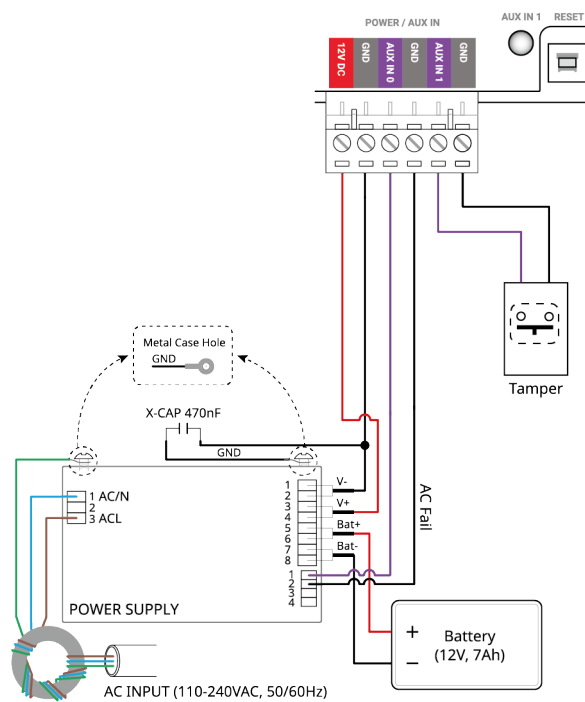 AUX IN 1 RESET
POWER / AUX IN
12V DC
GND
AUX IN 0
GND
AUX IN 1
GND
Tamper
Metal Case Hole
GND
X-CAP 470nF
GND
AC Fail
1 AC/N
2
3 ACL
1
2
3
4
5
6
7
8
V-
V+
Bat+
Bat-
1
2
3
4
POWER SUPPLY
+
-
Battery
(12V, 7Ah)
AC INPUT (110-240VAC, 50/60Hz)